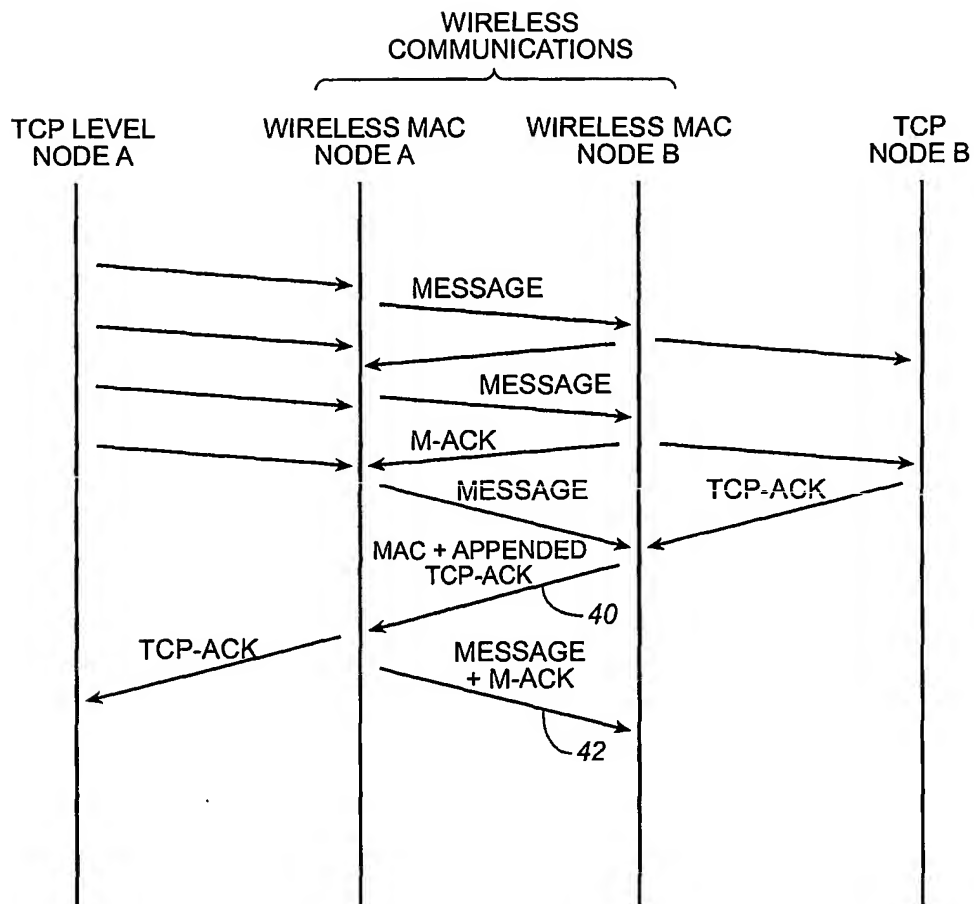 WIRELESS
COMMUNICATIONS
TCP LEVEL
NODE A
WIRELESS MAC
NODE A
WIRELESS MAC
NODE B
TCP
NODE B
MESSAGE
MESSAGE
M-ACK
MESSAGE
TCP-ACK
MAC + APPENDED
TCP-ACK
40
TCP-ACK
MESSAGE
+ M-ACK
42